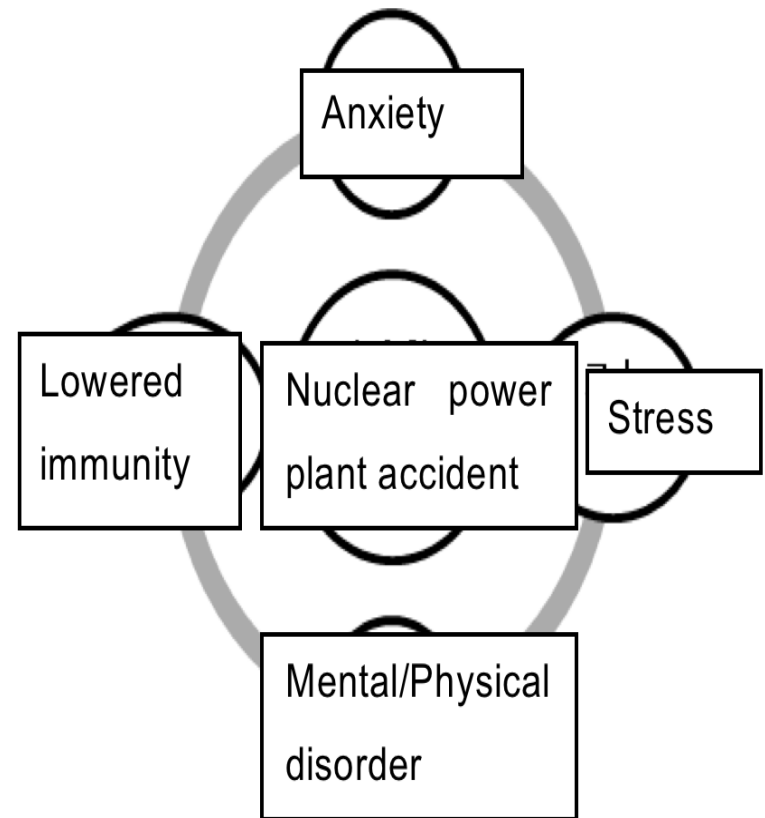 Anxiety
Lowered
immunity
Nuclear power
plant accident
Stress
Mental/Physical
disorder